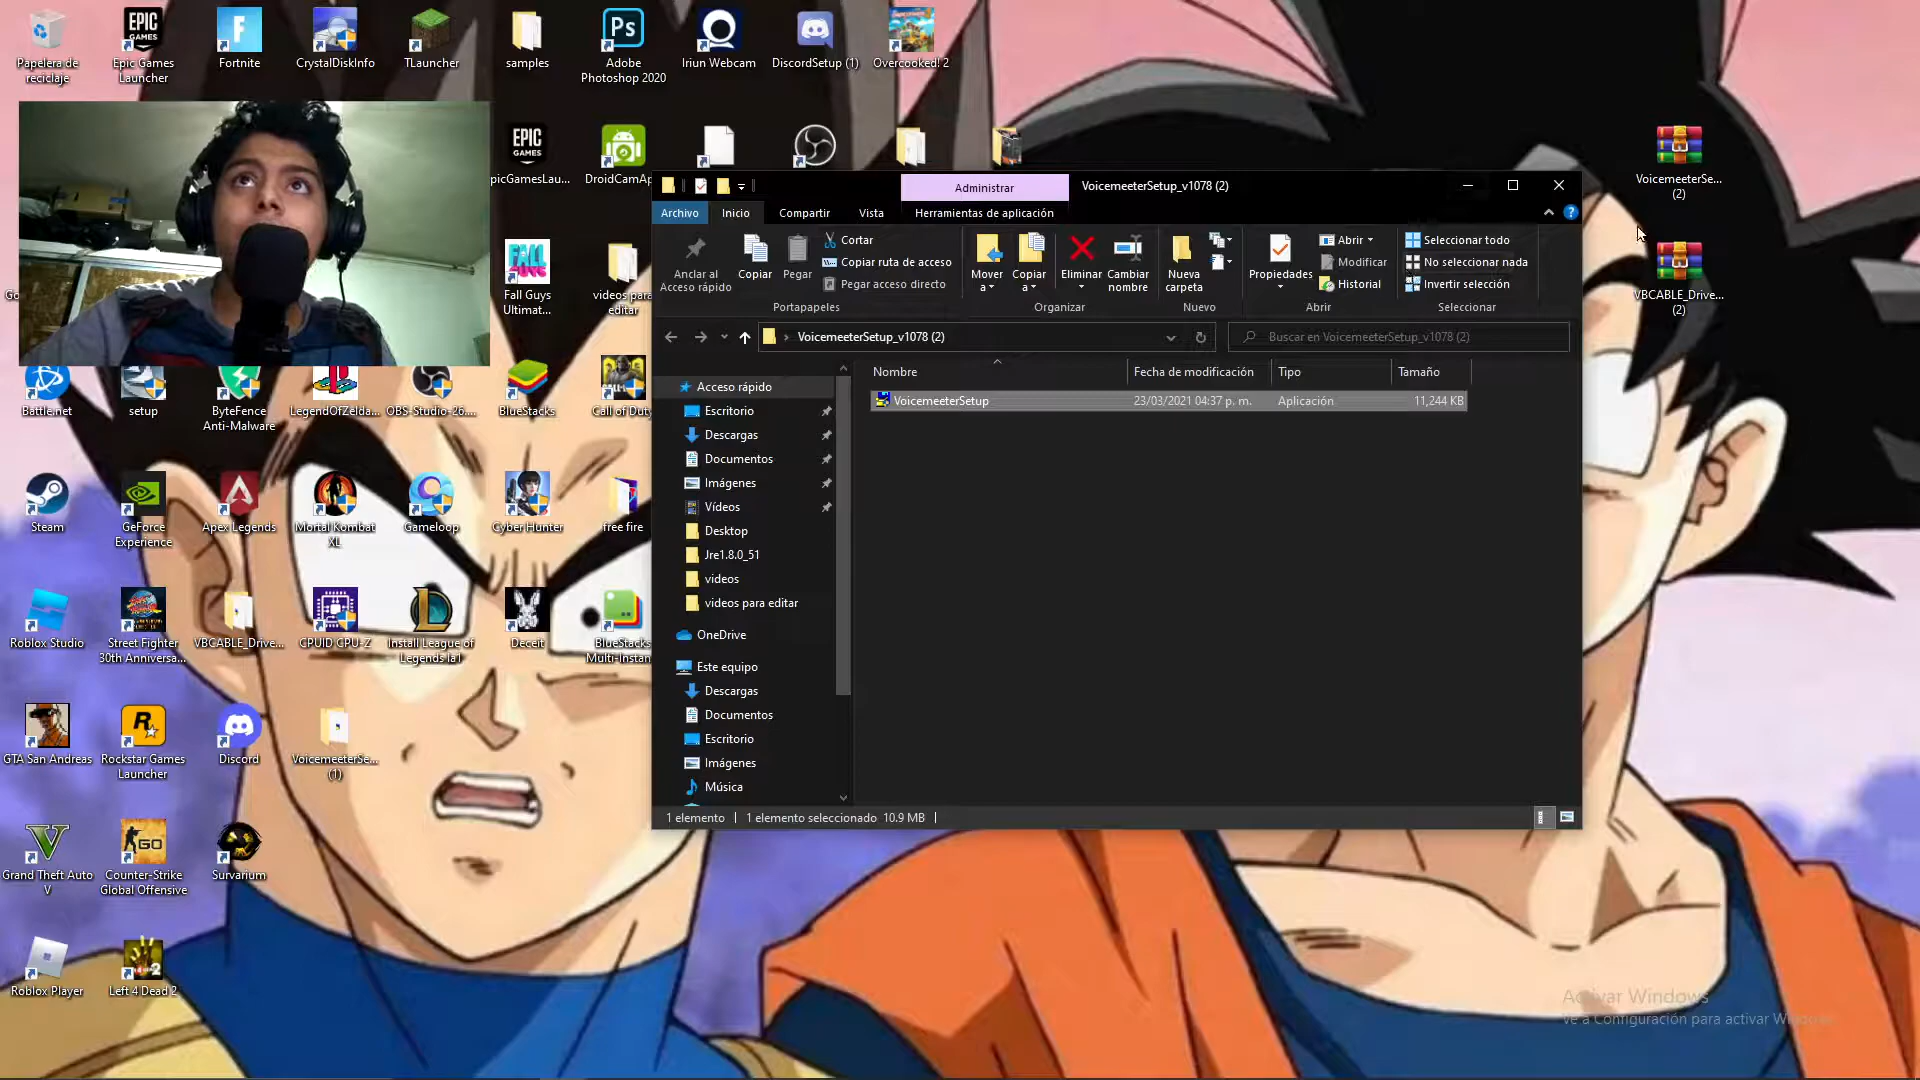 Papelera de
reciclaje
Epic Games
Launcher
Fortnite
CrystalDiskInfo
TLauncher
samples
Adobe
Photoshop 2020
Iriun Webcam
DiscordSetup (1)
Overcooked! 2
EPIC
GAMES
Ps
EPIC
GAMES
picGamesLau...
DroidCamAp
VoicemeeterSe...
(2)
VBCABLE_Drive...
(2)
Administrar
VoicemeeterSetup_v1078 (2)
Archivo
Inicio
Compartir
Vista
Herramientas de aplicación
Anclar al
Acceso rápido
Copiar
Pegar
Cortar
Copiar ruta de acceso
Pegar acceso directo
Portapapeles
Mover
a
Copiar
a
Eliminar
Cambiar
nombre
Organizar
Nueva
carpeta
Nuevo
Propiedades
Abrir
Modificar
Historial
Abrir
Seleccionar todo
No seleccionar nada
Invertir selección
Seleccionar
VoicemeeterSetup_v1078 (2)
Buscar en VoicemeeterSetup_v1078 (2)
Nombre
Fecha de modificación
Tipo
Tamaño
VoicemeeterSetup
23/03/2021 04:37 p. m.
Aplicación
11,244 KB
Acceso rápido
Escritorio
Descargas
Documentos
Imágenes
Vídeos
Desktop
Jre1.8.0_51
videos
videos para editar
OneDrive
Este equipo
Descargas
Documentos
Escritorio
Imágenes
Música
1 elemento
1 elemento seleccionado 10.9 MB
Go
FALL
GUYS
Fall Guys
Ultimat...
videos para
editar
Battle.net
setup
ByteFence
Anti-Malware
LegendOfZelda...
OBS-Studio-26....
BlueStacks
Call of Duty
Steam
GeForce
Experience
Apex Legends
Mortal Kombat
XL
Gameloop
Cyber Hunter
free fire
Roblox Studio
Street Fighter
30th Anniversa...
VBCABLE_Drive...
CPUID CPU-Z
Install League of
Legends la1
Deceit
BlueStacks
Multi-Instan
GTA San Andreas
Rockstar Games
Launcher
Discord
VoicemeeterSe...
(1)
Grand Theft Auto
V
Counter-Strike
Global Offensive
Survarium
Roblox Player
Left 4 Dead 2
Activar Windows
Ve a Configuración para activar Windows